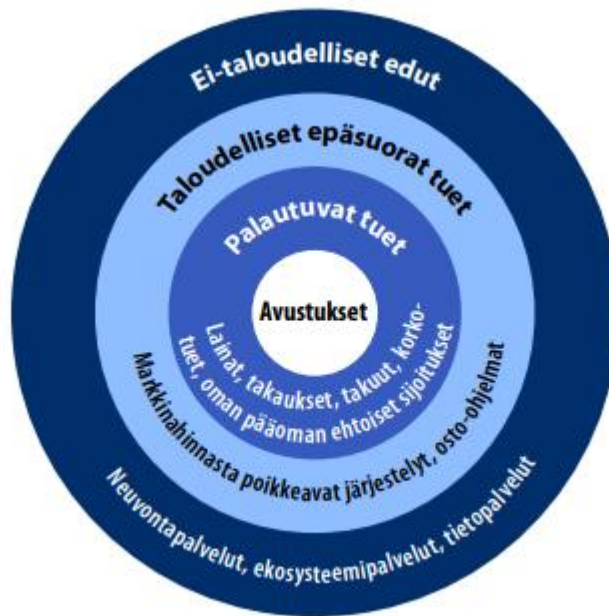 Ei-taloudelliset edut
Taloudelliset epäsuorat tuet
Palautuvat tuet
Avustukset
Lainat, takaukset, takuut, korko-
tuet, oman pääoman ehtoiset sijoitukset
Markkinahinnasta poikkeavat järjestelyt, osto-ohjelmat
Neuvontapalvelut, ekosysteemipalvelut, tietopalvelut